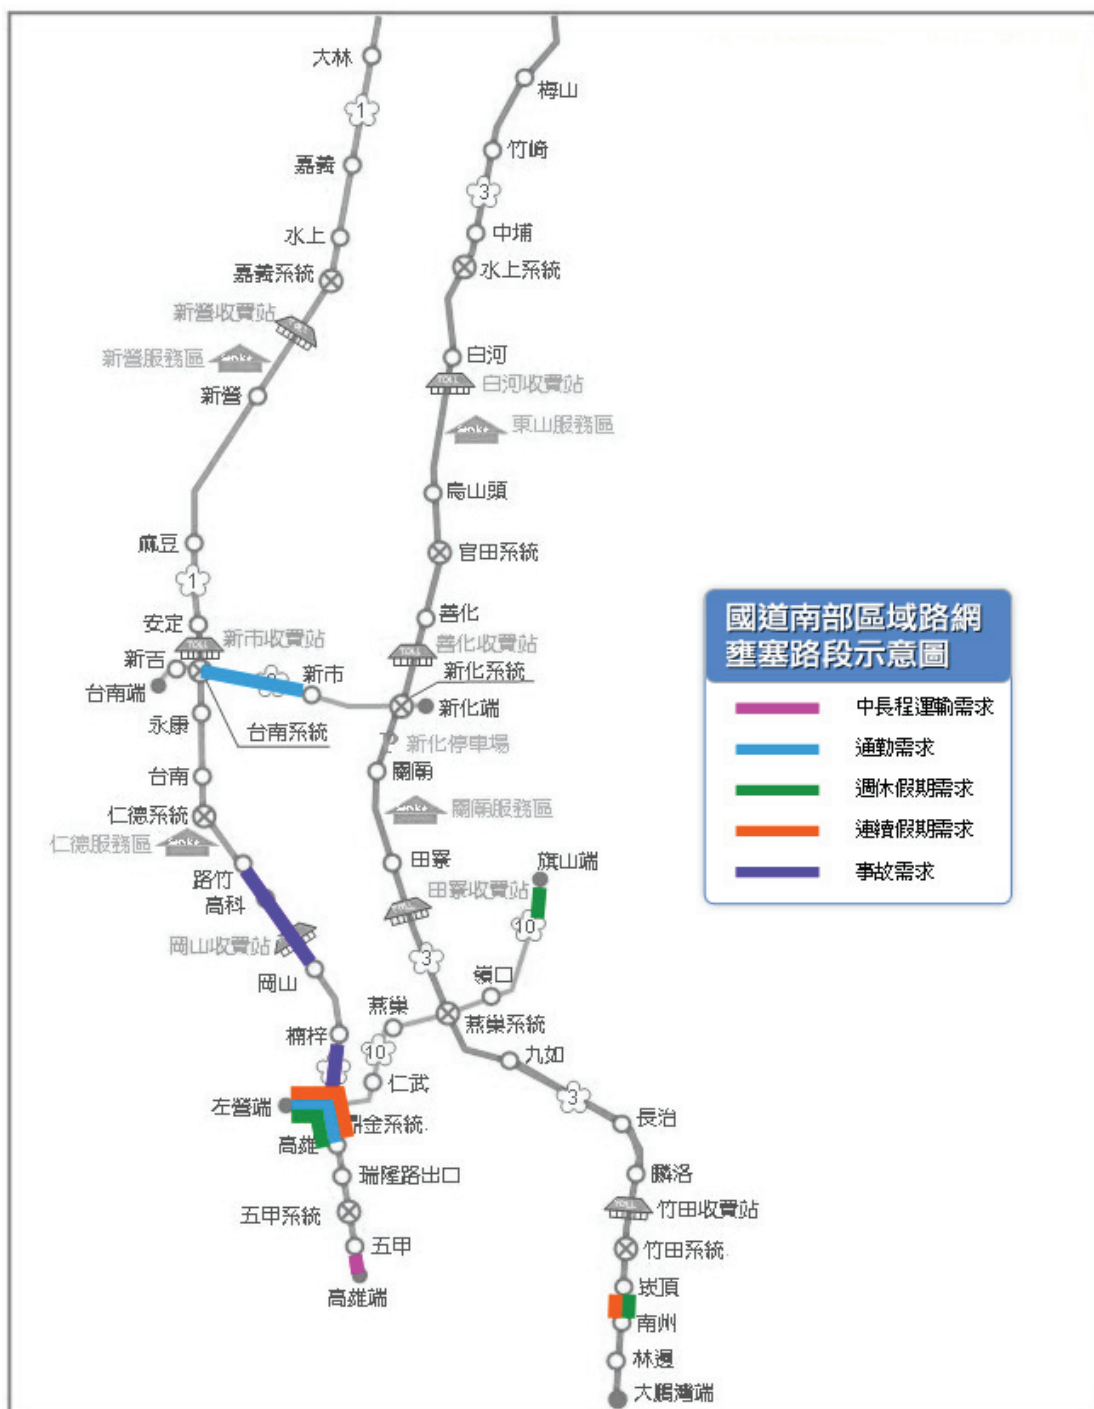 大林
梅山
1
竹崎
嘉義
3
水上
中埔
嘉義系統
水上系統
新營收費站
TOLL
新營服務區
白河
TOLL
白河收費站
新營
東山服務區
烏山頭
麻豆
官田系統
1
安定
善化
新市收費站
TOLL
善化收費站
TOLL
新吉
新市
新化系統
台南端
新化端
永康
台南系統
P
新化停車場
台南
關廟
仁德系統
關廟服務區
仁德服務區
路竹
田寮
旗山端
高科
田寮收費站
10
岡山收費站
3
岡山
嶺口
燕巢
燕巢系統
楠梓
10
九如
仁武
3
左營端
鼎金系統
長治
高雄
瑞隆路出口
麟洛
TOLL
竹田收費站
五甲系統
竹田系統
五甲
崁頂
高雄端
南州
林邊
大鵬灣端
國道南部區域路網
壅塞路段示意圖
中長程運輸需求
通勤需求
週休假期需求
連續假期需求
事故需求